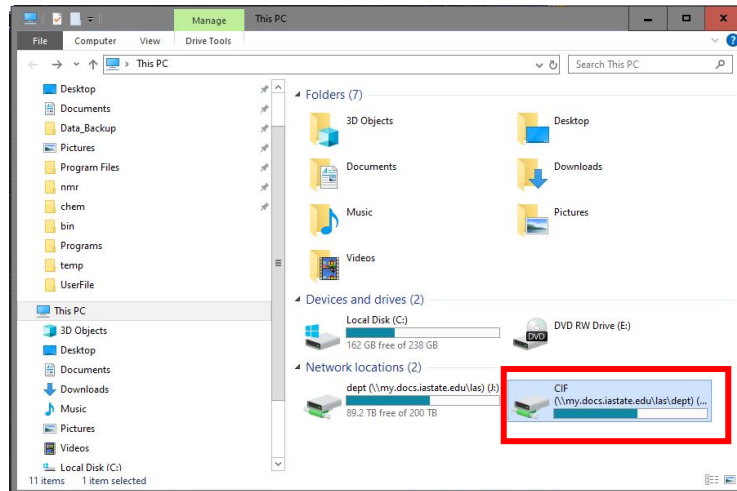 Manage
This PC
File
Computer
View
Drive Tools
This PC
Search This PC
Desktop
Documents
Data_Backup
Pictures
Program Files
nmr
chem
bin
Programs
temp
UserFile
This PC
3D Objects
Desktop
Documents
Downloads
Music
Pictures
Videos
Local Disk (C:)
Folders (7)
3D Objects
Desktop
Documents
Downloads
Music
Pictures
Videos
Devices and drives (2)
Local Disk (C:)
162 GB free of 238 GB
DVD
DVD RW Drive (E:)
Network locations (2)
dept (\\my.docs.iastate.edu\las) (J:)
89.2 TB free of 200 TB
CIF
(\\my.docs.iastate.edu\las\dept) (...
11 items
1 item selected